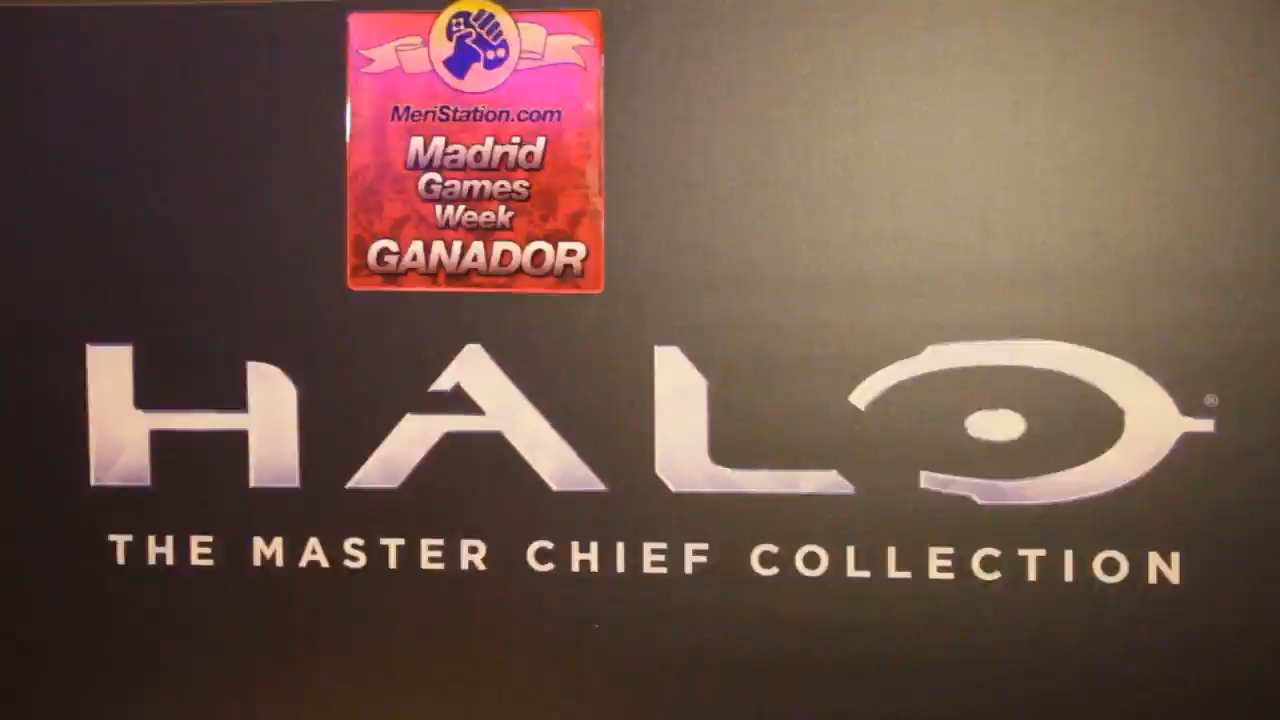 MeriStation.com
Madrid
Games
Week
GANADOR
HALO®
THE MASTER CHIEF COLLECTION